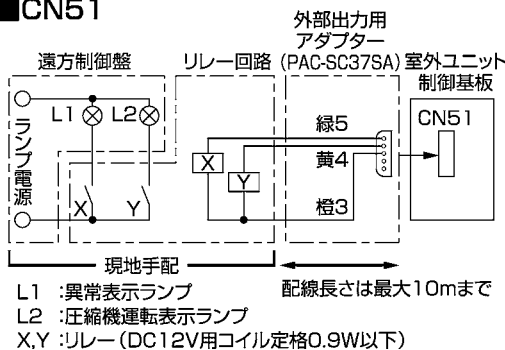 ■CN51
外部出力用
アダプター
遠方制御盤
リレー回路
(PAC-SC37SA)
室外ユニット
制御基板
L1
L2
ランプ電源
X
Y
X
Y
緑5
黄4
橙3
CN51
現地手配
配線長さは最大10mまで
L1 :異常表示ランプ
L2 :圧縮機運転表示ランプ
X,Y :リレー(DC12V用コイル定格0.9W以下)